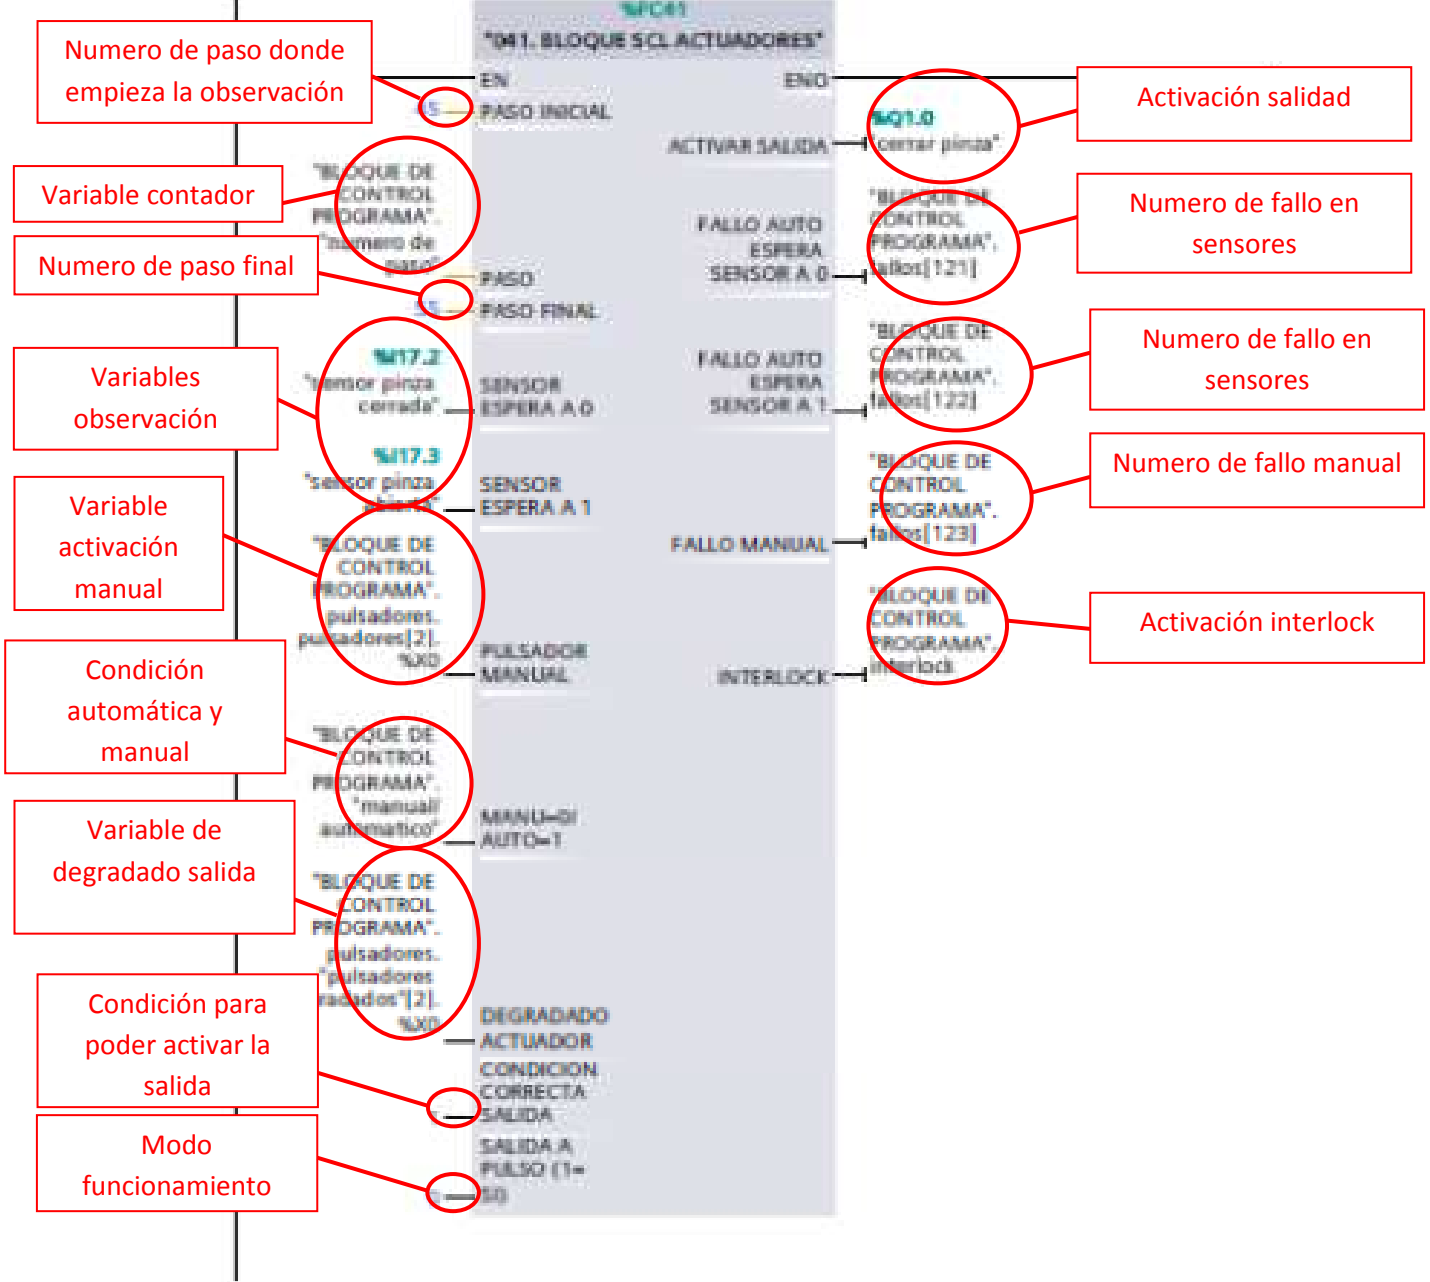 Numero de paso donde
empieza la observación
Variable contador
Numero de paso final
Variables
observación
Variable
activación
manual
Condición
automática y
manual
Variable de
degradado salida
Condición para
poder activar la
salida
Modo
funcionamiento
"BLOQUE DE
CONTROL
PROGRAMA".
"numero de
paso"
%I17.2
"sensor pinza
cerrada"
%I17.3
"sensor pinza
abierta"
"BLOQUE DE
CONTROL
PROGRAMA".
pulsadores.
pulsadores[2].
%X0
"BLOQUE DE
CONTROL
PROGRAMA".
"manual/
automatico"
"BLOQUE DE
CONTROL
PROGRAMA".
pulsadores.
"pulsadores
radados"[2].
%X0
%FC41
"041. BLOQUE SCL ACTUADORES"
EN
PASO INICIAL
PASO
PASO FINAL
SENSOR
ESPERA A 0
SENSOR
ESPERA A 1
PULSADOR
MANUAL
MANU=0/
AUTO=1
DEGRADADO
ACTUADOR
CONDICION
CORRECTA
SALIDA
SALIDA A
PULSO (1=
ENO
ACTIVAR SALIDA
FALLO AUTO
ESPERA
SENSOR A 0
FALLO AUTO
ESPERA
SENSOR A 1
FALLO MANUAL
INTERLOCK
%Q1.0
"cerrar pinza"
"BLOQUE DE
CONTROL
PROGRAMA".
fallos[121]
"BLOQUE DE
CONTROL
PROGRAMA".
fallos[122]
"BLOQUE DE
CONTROL
PROGRAMA".
fallos[123]
"BLOQUE DE
CONTROL
PROGRAMA".
interlock
Activación salidad
Numero de fallo en
sensores
Numero de fallo en
sensores
Numero de fallo manual
Activación interlock